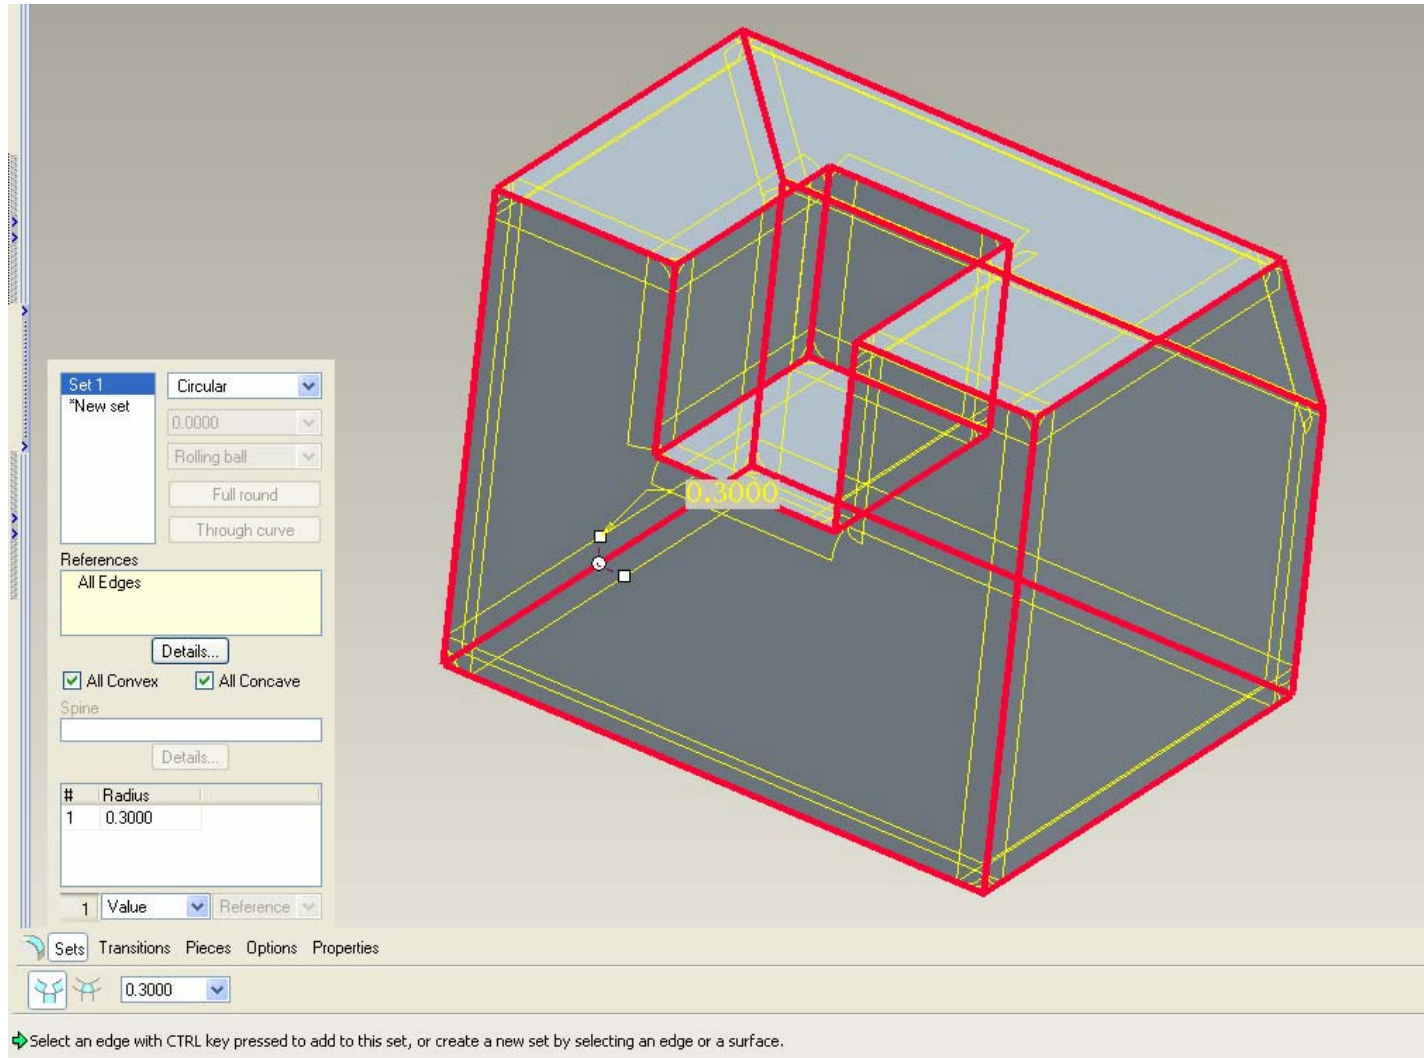 Set 1
*New set
Circular
0.0000
Rolling ball
Full round
Through curve
References
All Edges
Details...
All Convex All Concave
Spine
Details...
# Radius
1 0.3000
1 Value Reference
0.3000
Sets Transitions Pieces Options Properties
0.3000
Select an edge with CTRL key pressed to add to this set, or create a new set by selecting an edge or a surface.